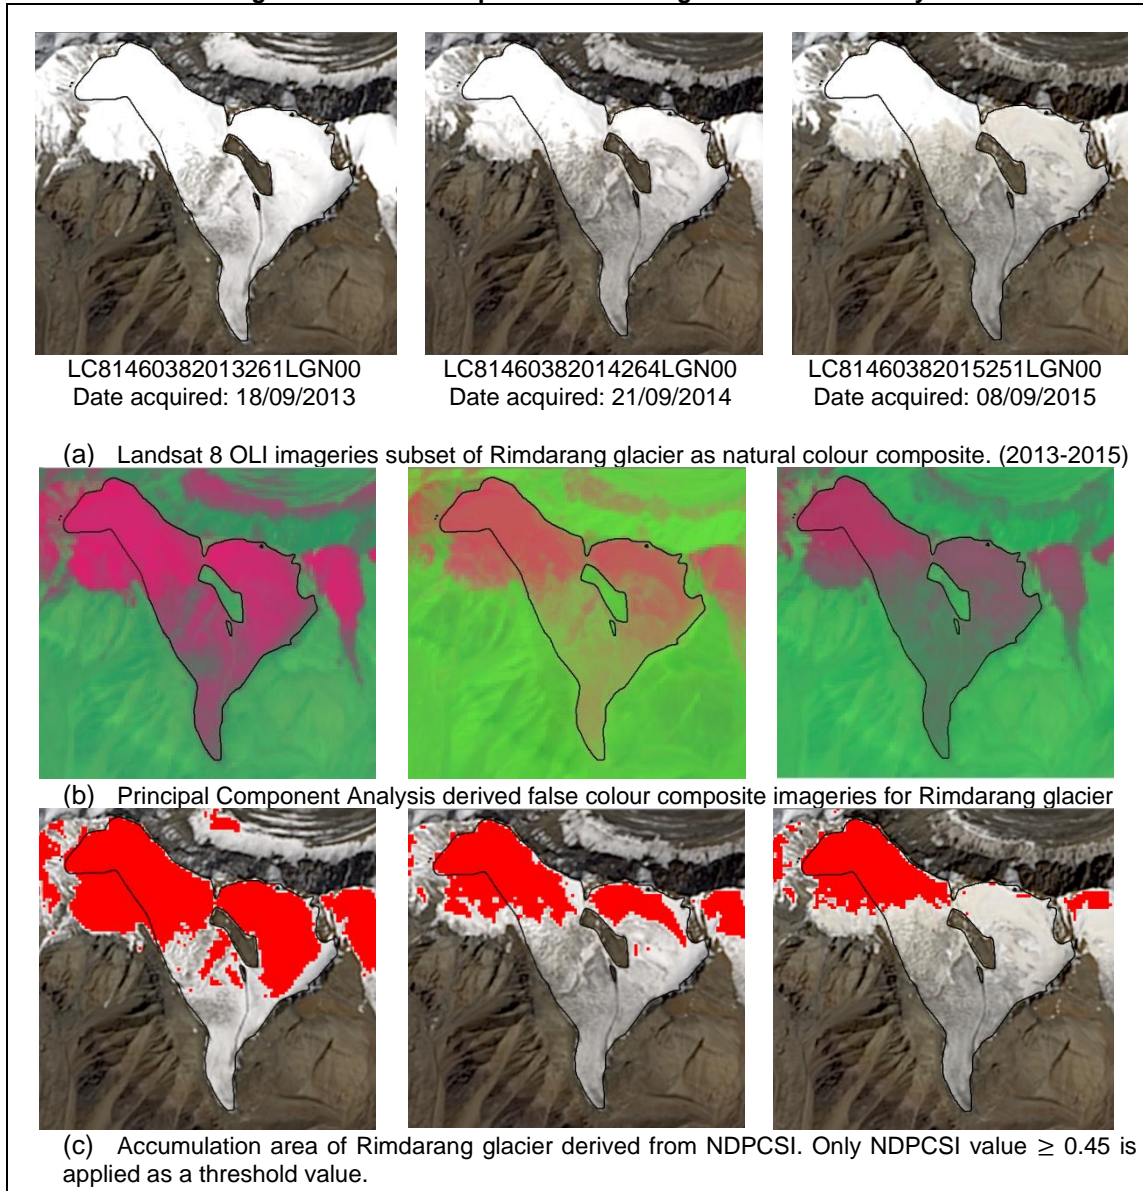 LC81460382013261LGN00
LC81460382014264LGN00
LC81460382015251LGN00
Date acquired: 18/09/2013
Date acquired: 21/09/2014
Date acquired: 08/09/2015
(a) Landsat 8 OLI imageries subset of Rimdarang glacier as natural colour composite. (2013-2015)
(b) Principal Component Analysis derived false colour composite imageries for Rimdarang glacier
(c) Accumulation area of Rimdarang glacier derived from NDPCSI. Only NDPCSI value ≥ 0.45 is
applied as a threshold value.